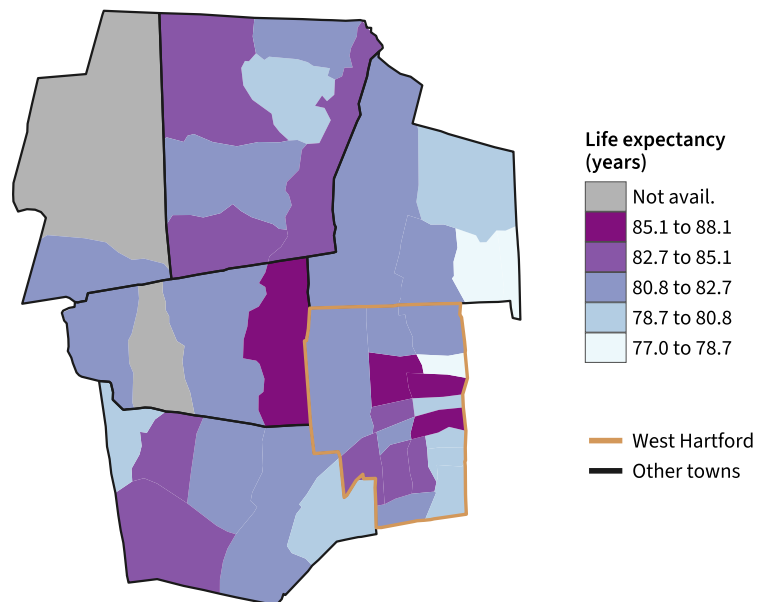 Life expectancy
(years)
Not avail.
85.1 to 88.1
82.7 to 85.1
80.8 to 82.7
78.7 to 80.8
77.0 to 78.7
West Hartford
Other towns